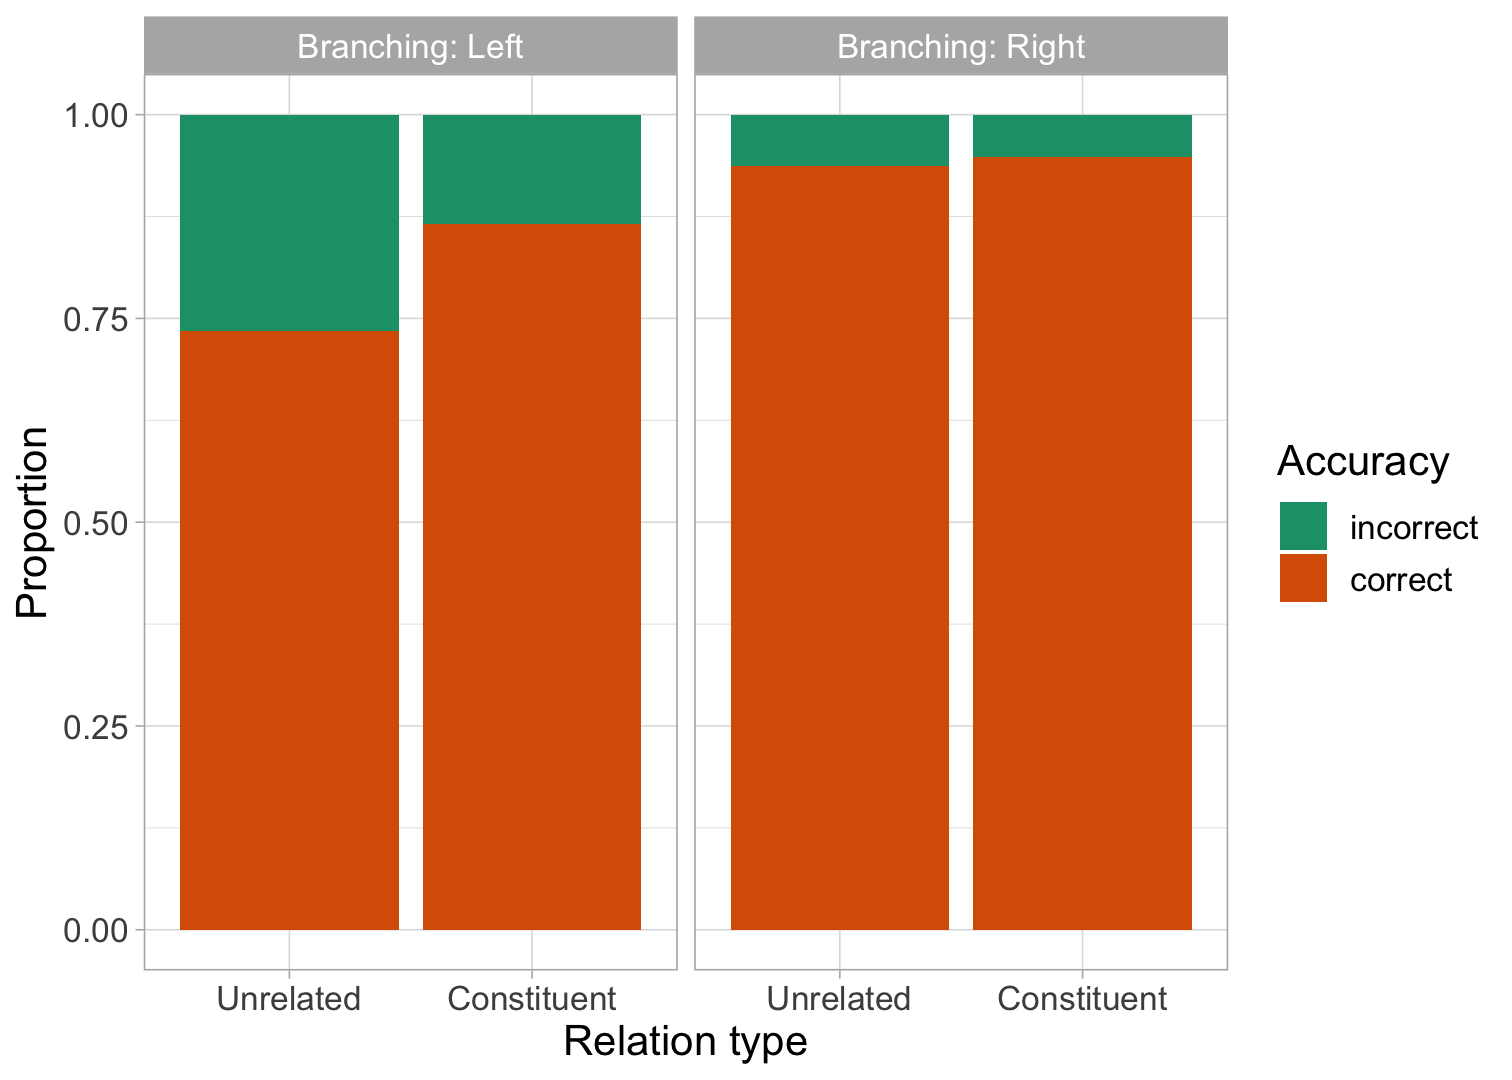 Branching: Left
Branching: Right
1.00
0.75
0.50
0.25
0.00
Proportion
Unrelated
Constituent
Unrelated
Constituent
Relation type
Accuracy
incorrect
correct